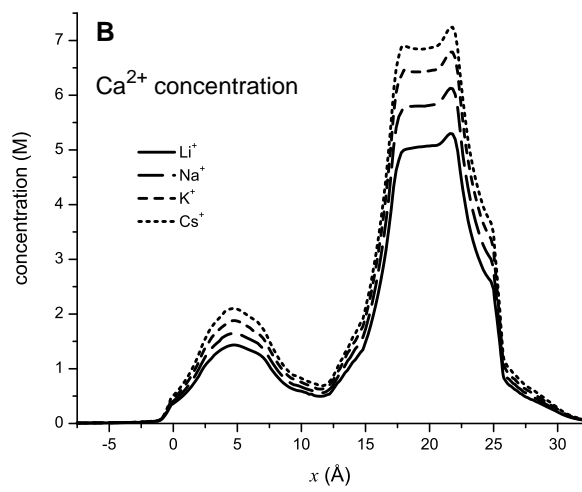 B
Ca²⁺ concentration
Li⁺
Na⁺
K⁺
Cs⁺
concentration (M)
7
6
5
4
3
2
1
0
-5 0 5 10 15 20 25 30
x (Å)